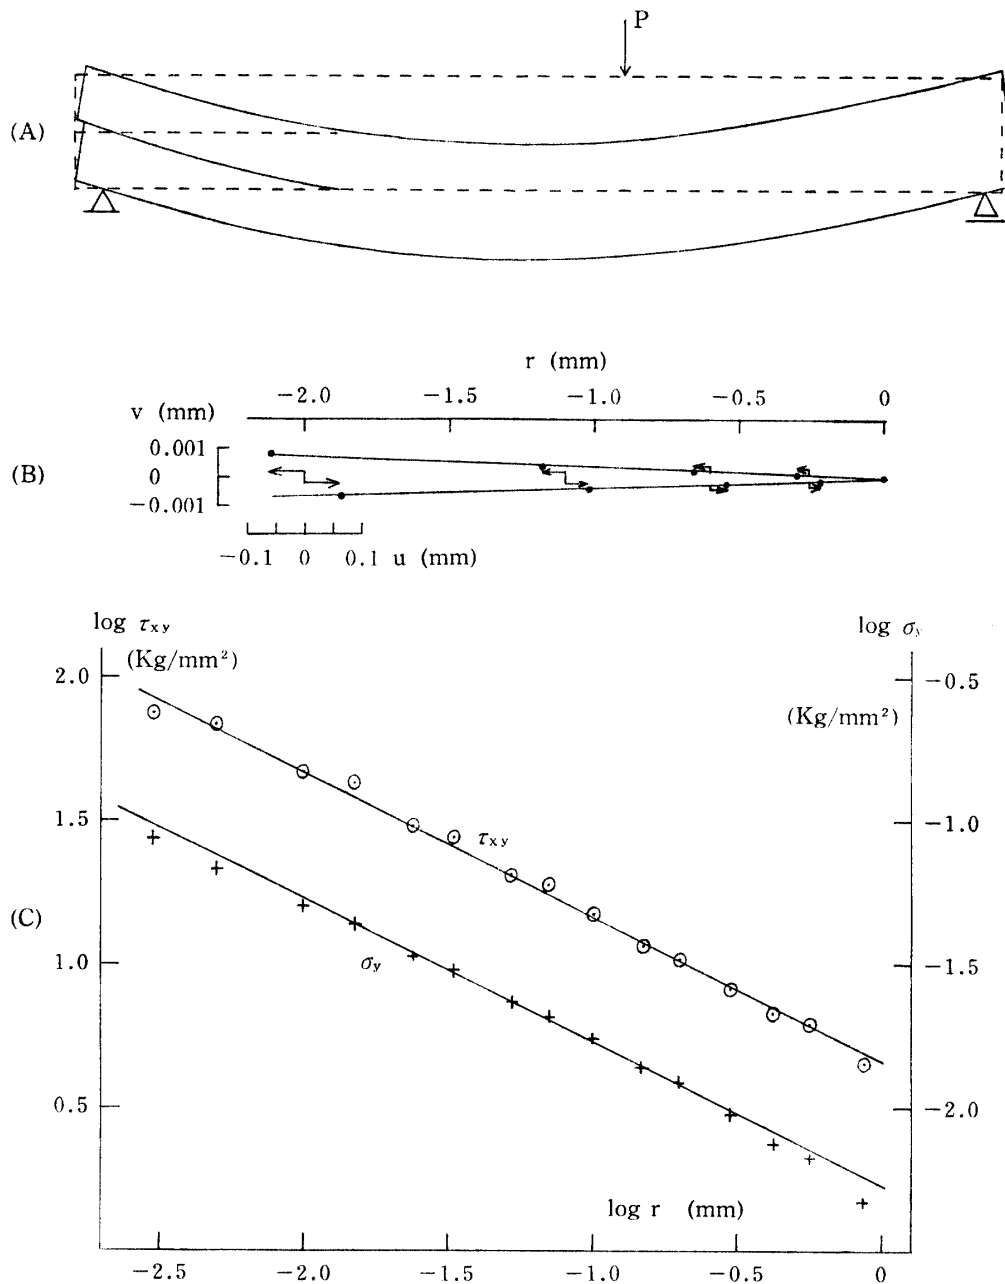 P
(A)
r (mm)
−2.0 −1.5 −1.0 −0.5 0
v (mm)
0.001
(B)
0
−0.001
−0.1 0 0.1 u (mm)
log τxy
log σy
(Kg/mm²)
(Kg/mm²)
2.0
−0.5
1.5
−1.0
τxy
(C)
σy
1.0
−1.5
0.5
−2.0
log r (mm)
−2.5 −2.0 −1.5 −1.0 −0.5 0